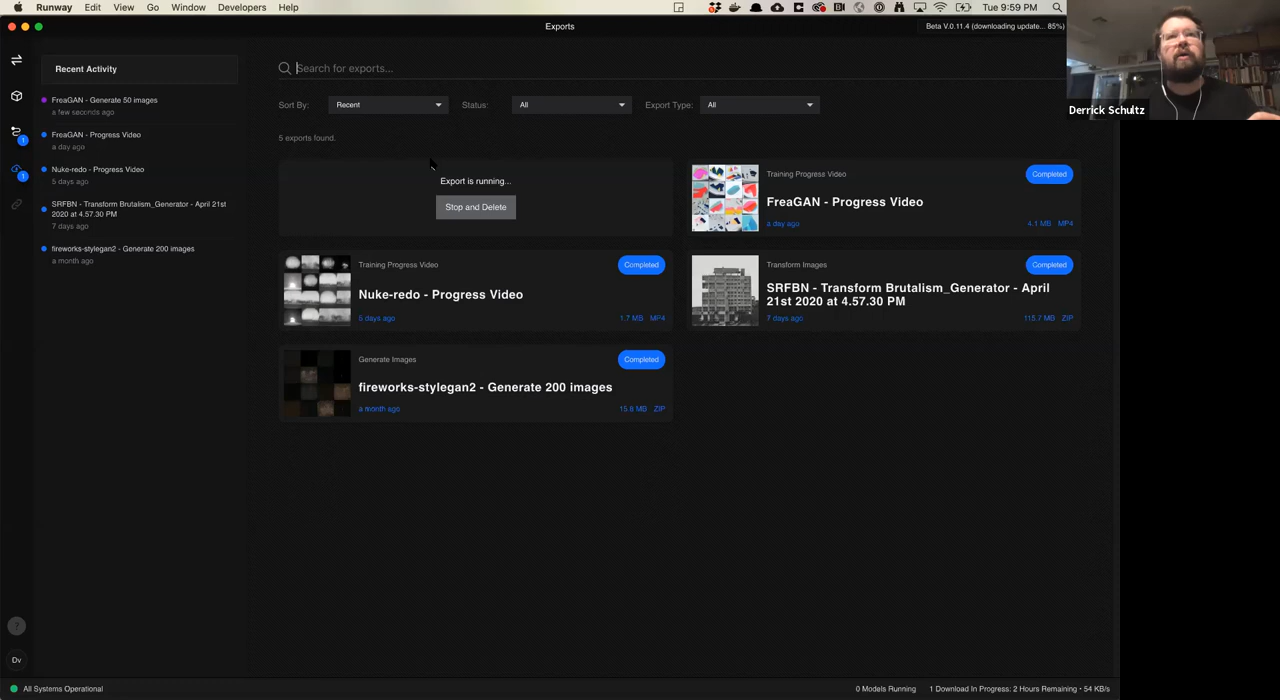 Runway File Edit View Go Window Developers Help
Tue 9:59 PM
Exports
Beta V.0.11.4 (downloading update... 85%)
Derrick Schultz
Recent Activity
FreaGAN - Generate 50 images
a few seconds ago
FreaGAN - Progress Video
a day ago
Nuke-redo - Progress Video
5 days ago
SRFBN - Transform Brutalism_Generator - April 21st
2020 at 4.57.30 PM
7 days ago
fireworks-stylegan2 - Generate 200 images
a month ago
1
1
Search for exports...
Sort By: Recent Status: All Export Type: All
5 exports found.
Export is running...
Stop and Delete
Training Progress Video Completed
FreaGAN - Progress Video
a day ago 4.1 MB MP4
Training Progress Video Completed
Nuke-redo - Progress Video
5 days ago 1.7 MB MP4
Transform Images Completed
SRFBN - Transform Brutalism_Generator - April
21st 2020 at 4.57.30 PM
7 days ago 115.7 MB ZIP
Generate Images Completed
fireworks-stylegan2 - Generate 200 images
a month ago 15.8 MB ZIP
?
Dv
All Systems Operational
0 Models Running 1 Download In Progress: 2 Hours Remaining • 54 KB/s